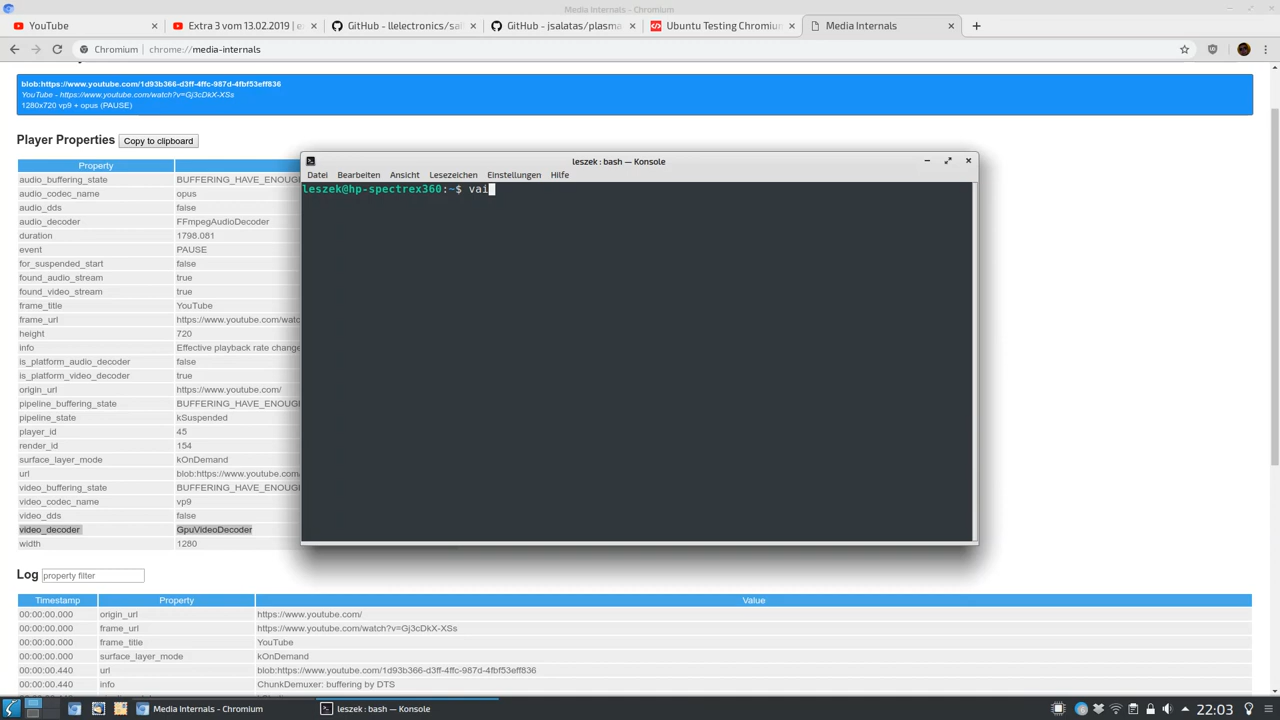 Media Internals - Chromium
YouTube
Extra 3 vom 13.02.2019 | e
GitHub - llelectronics/saf
GitHub - jsalatas/plasma
Ubuntu Testing Chromium
Media Internals
Chromium | chrome://media-internals
blob:https://www.youtube.com/1d93b366-d3ff-4ffc-987d-4fbf53eff836
YouTube - https://www.youtube.com/watch?v=Gj3cDkX-XSs
1280x720 vp9 + opus (PAUSE)
Player Properties Copy to clipboard
Property
audio_buffering_state BUFFERING_HAVE_ENOUG
audio_codec_name opus
audio_dds false
audio_decoder FFmpegAudioDecoder
duration 1798.081
event PAUSE
for_suspended_start false
found_audio_stream true
found_video_stream true
frame_title YouTube
frame_url https://www.youtube.com/watc
height 720
info Effective playback rate change
is_platform_audio_decoder false
is_platform_video_decoder true
origin_url https://www.youtube.com/
pipeline_buffering_state BUFFERING_HAVE_ENOUG
pipeline_state kSuspended
player_id 45
render_id 154
surface_layer_mode kOnDemand
url blob:https://www.youtube.com/
video_buffering_state BUFFERING_HAVE_ENOUG
video_codec_name vp9
video_dds false
video_decoder GpuVideoDecoder
width 1280
leszek : bash — Konsole
Datei Bearbeiten Ansicht Lesezeichen Einstellungen Hilfe
leszek@hp-spectrex360:~$ vai
Log property filter
Timestamp Property Value
00:00:00.000 origin_url https://www.youtube.com/
00:00:00.000 frame_url https://www.youtube.com/watch?v=Gj3cDkX-XSs
00:00:00.000 frame_title YouTube
00:00:00.000 surface_layer_mode kOnDemand
00:00:00.440 url blob:https://www.youtube.com/1d93b366-d3ff-4ffc-987d-4fbf53eff836
00:00:00.440 info ChunkDemuxer: buffering by DTS
Media Internals - Chromium
leszek : bash — Konsole
22:03